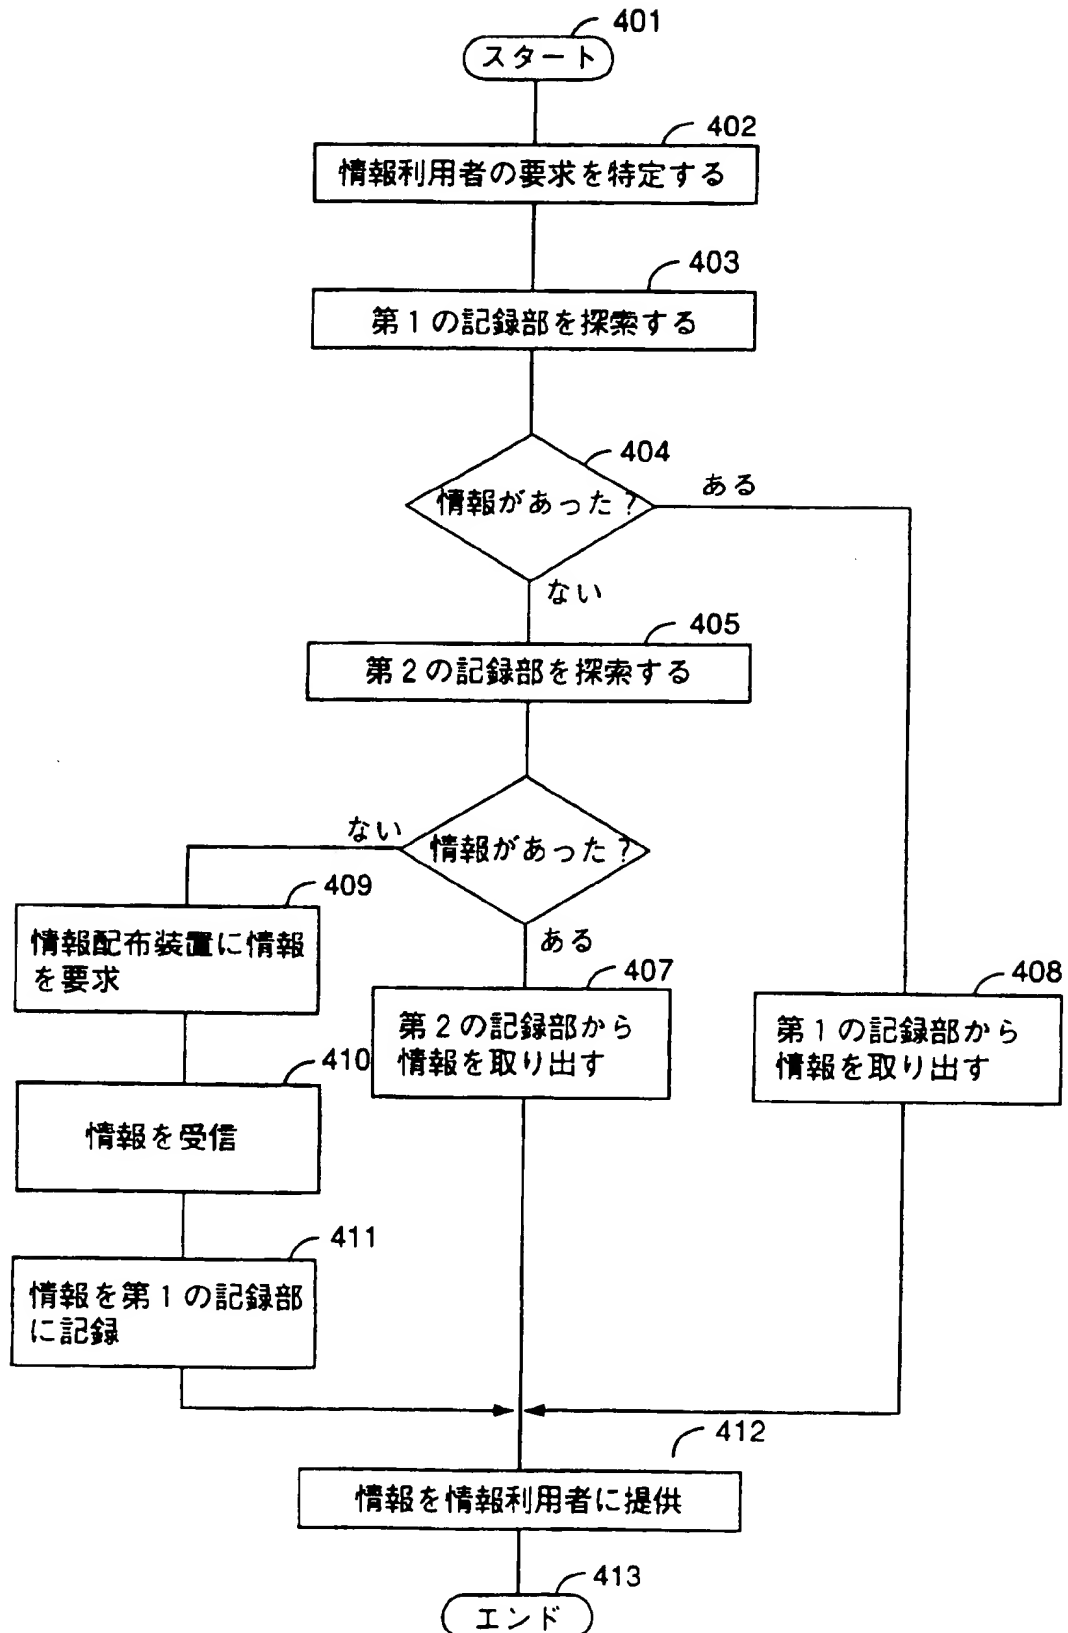 401
スタート
402
情報利用者の要求を特定する
403
第1の記録部を探索する
404
情報があった?
ある
ない
405
第2の記録部を探索する
ない
情報があった?
ある
409
情報配布装置に情報
を要求
407
第2の記録部から
情報を取り出す
408
第1の記録部から
情報を取り出す
410
情報を受信
411
情報を第1の記録部
に記録
412
情報を情報利用者に提供
413
エンド